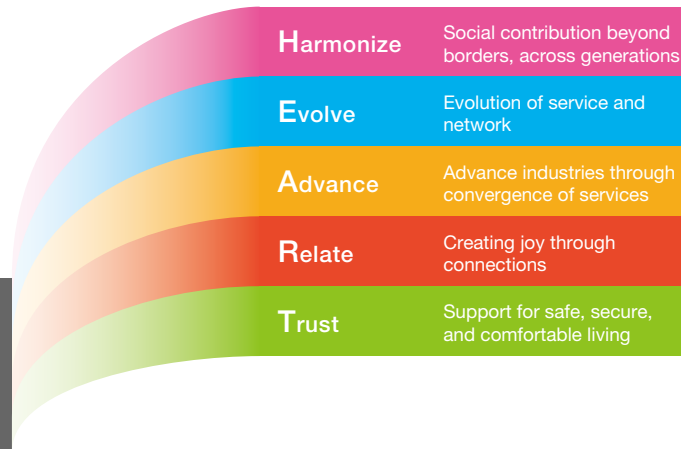 Harmonize
Social contribution beyond
borders, across generations
Evolve
Evolution of service and
network
Advance
Advance industries through
convergence of services
Relate
Creating joy through
connections
Trust
Support for safe, secure,
and comfortable living